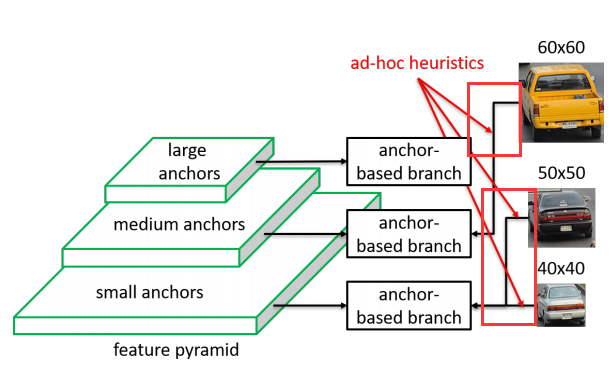 60x60
ad-hoc heuristics
large
anchors
anchor-
based branch
50x50
medium anchors
anchor-
based branch
40x40
small anchors
anchor-
based branch
feature pyramid